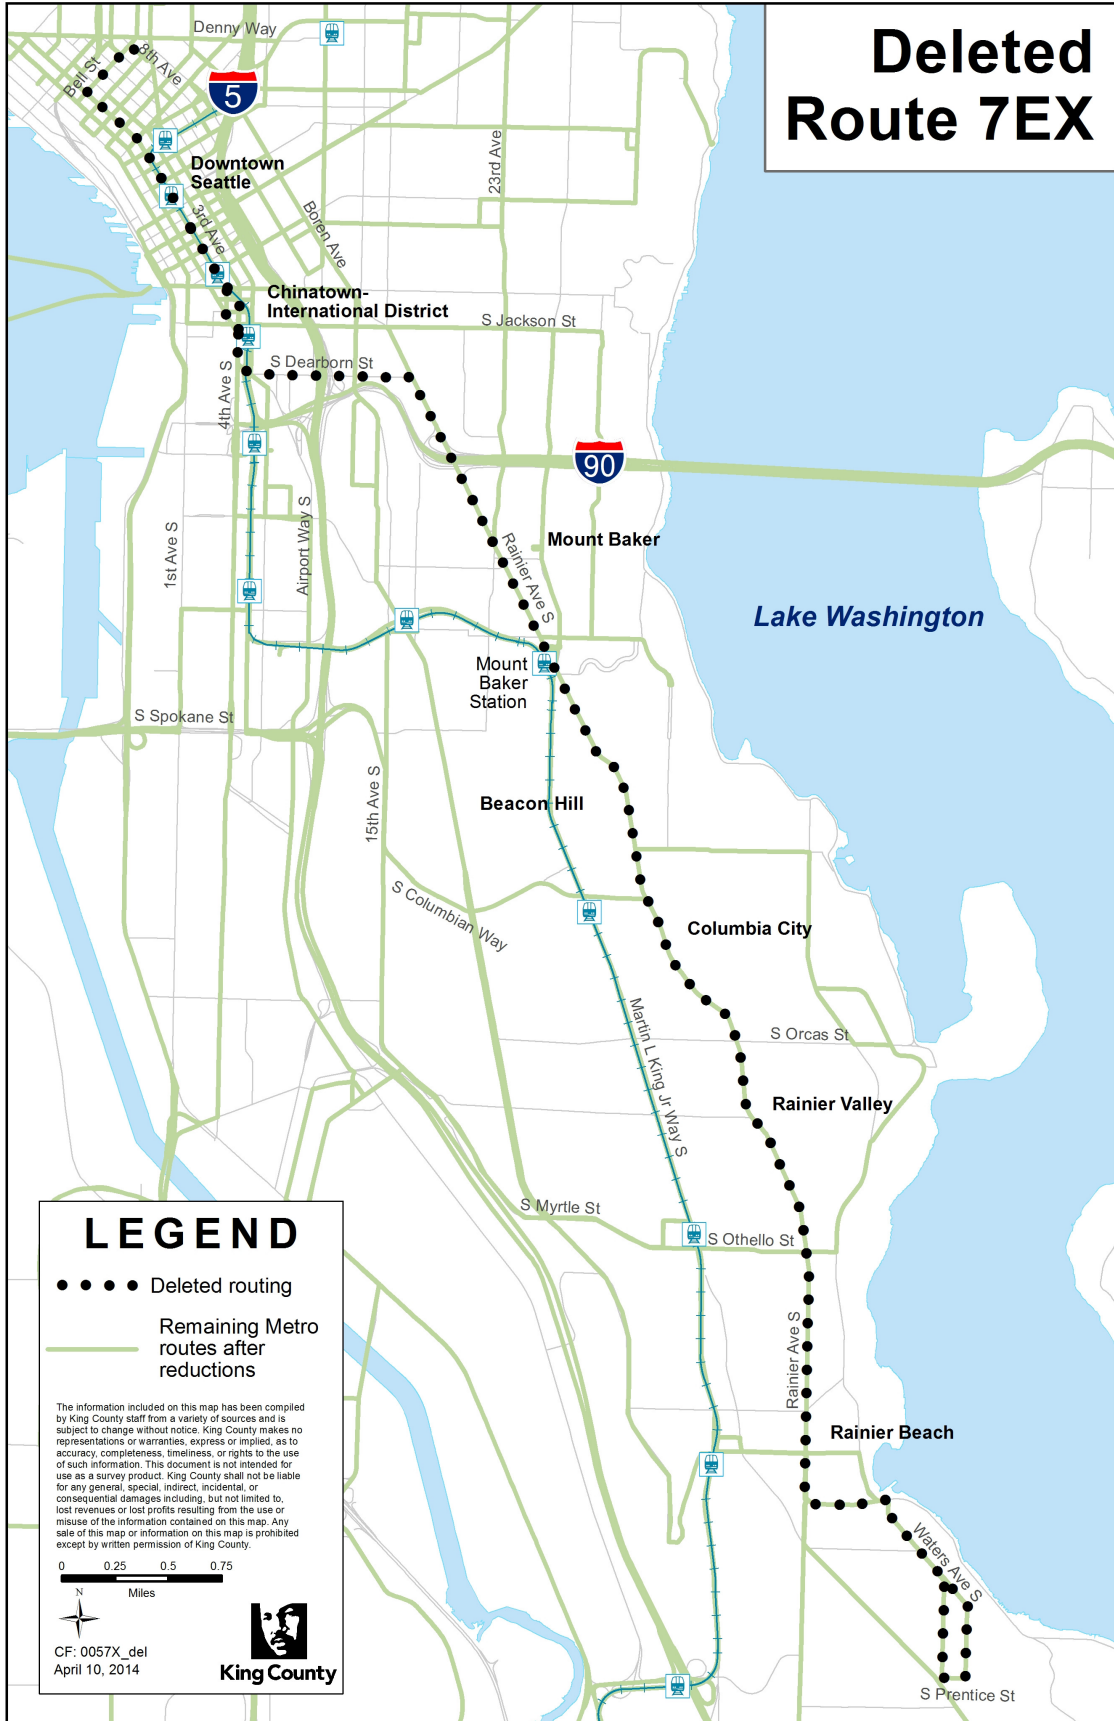 Deleted
Route 7EX
Denny Way
8th Ave
Bell St
5
Downtown
Seattle
23rd Ave
3rd Ave
Boren Ave
Chinatown-
International District
S Jackson St
S Dearborn St
4th Ave S
90
1st Ave S
Airport Way S
Rainier Ave S
Mount Baker
Lake Washington
Mount
Baker
Station
S Spokane St
15th Ave S
Beacon Hill
S Columbian Way
Columbia City
Martin L King Jr Way S
S Orcas St
Rainier Valley
S Myrtle St
S Othello St
Rainier Ave S
Rainier Beach
Waters Ave S
S Prentice St
LEGEND
Deleted routing
Remaining Metro
routes after
reductions
The information included on this map has been compiled
by King County staff from a variety of sources and is
subject to change without notice. King County makes no
representations or warranties, express or implied, as to
accuracy, completeness, timeliness, or rights to the use
of such information. This document is not intended for
use as a survey product. King County shall not be liable
for any general, special, indirect, incidental, or
consequential damages including, but not limited to,
lost revenues or lost profits resulting from the use or
misuse of the information contained on this map. Any
sale of this map or information on this map is prohibited
except by written permission of King County.
0 0.25 0.5 0.75
Miles
N
CF: 0057X_del
April 10, 2014
King County